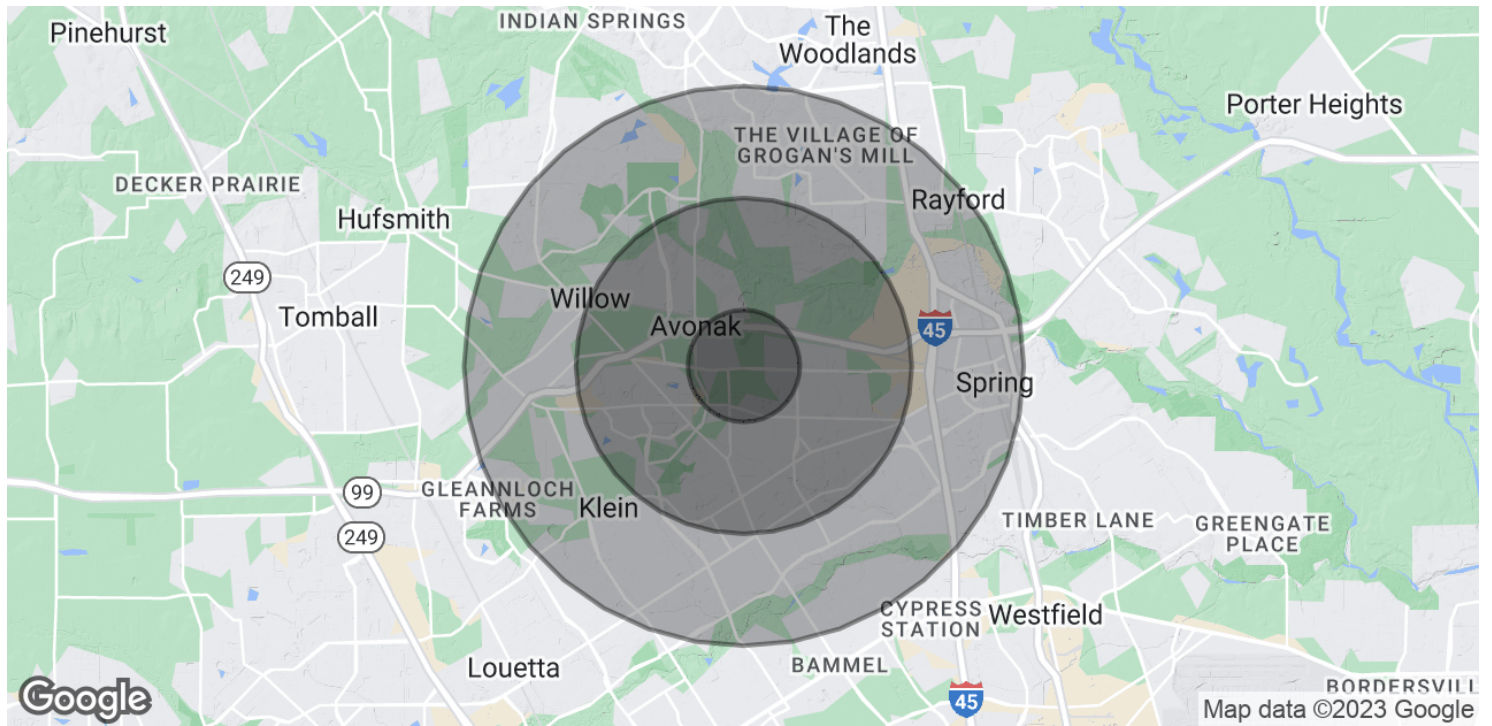 INDIAN SPRINGS
Pinehurst
The
Woodlands
Porter Heights
THE VILLAGE OF
GROGAN'S MILL
DECKER PRAIRIE
Rayford
Hufsmith
249
Willow
Tomball
Avonak
45
Spring
99
GLEANNLOCH
FARMS
Klein
TIMBER LANE
GREENGATE
PLACE
249
CYPRESS
STATION
Westfield
Louetta
BAMMEL
BORDERSVILL
45
Google
Map data ©2023 Google